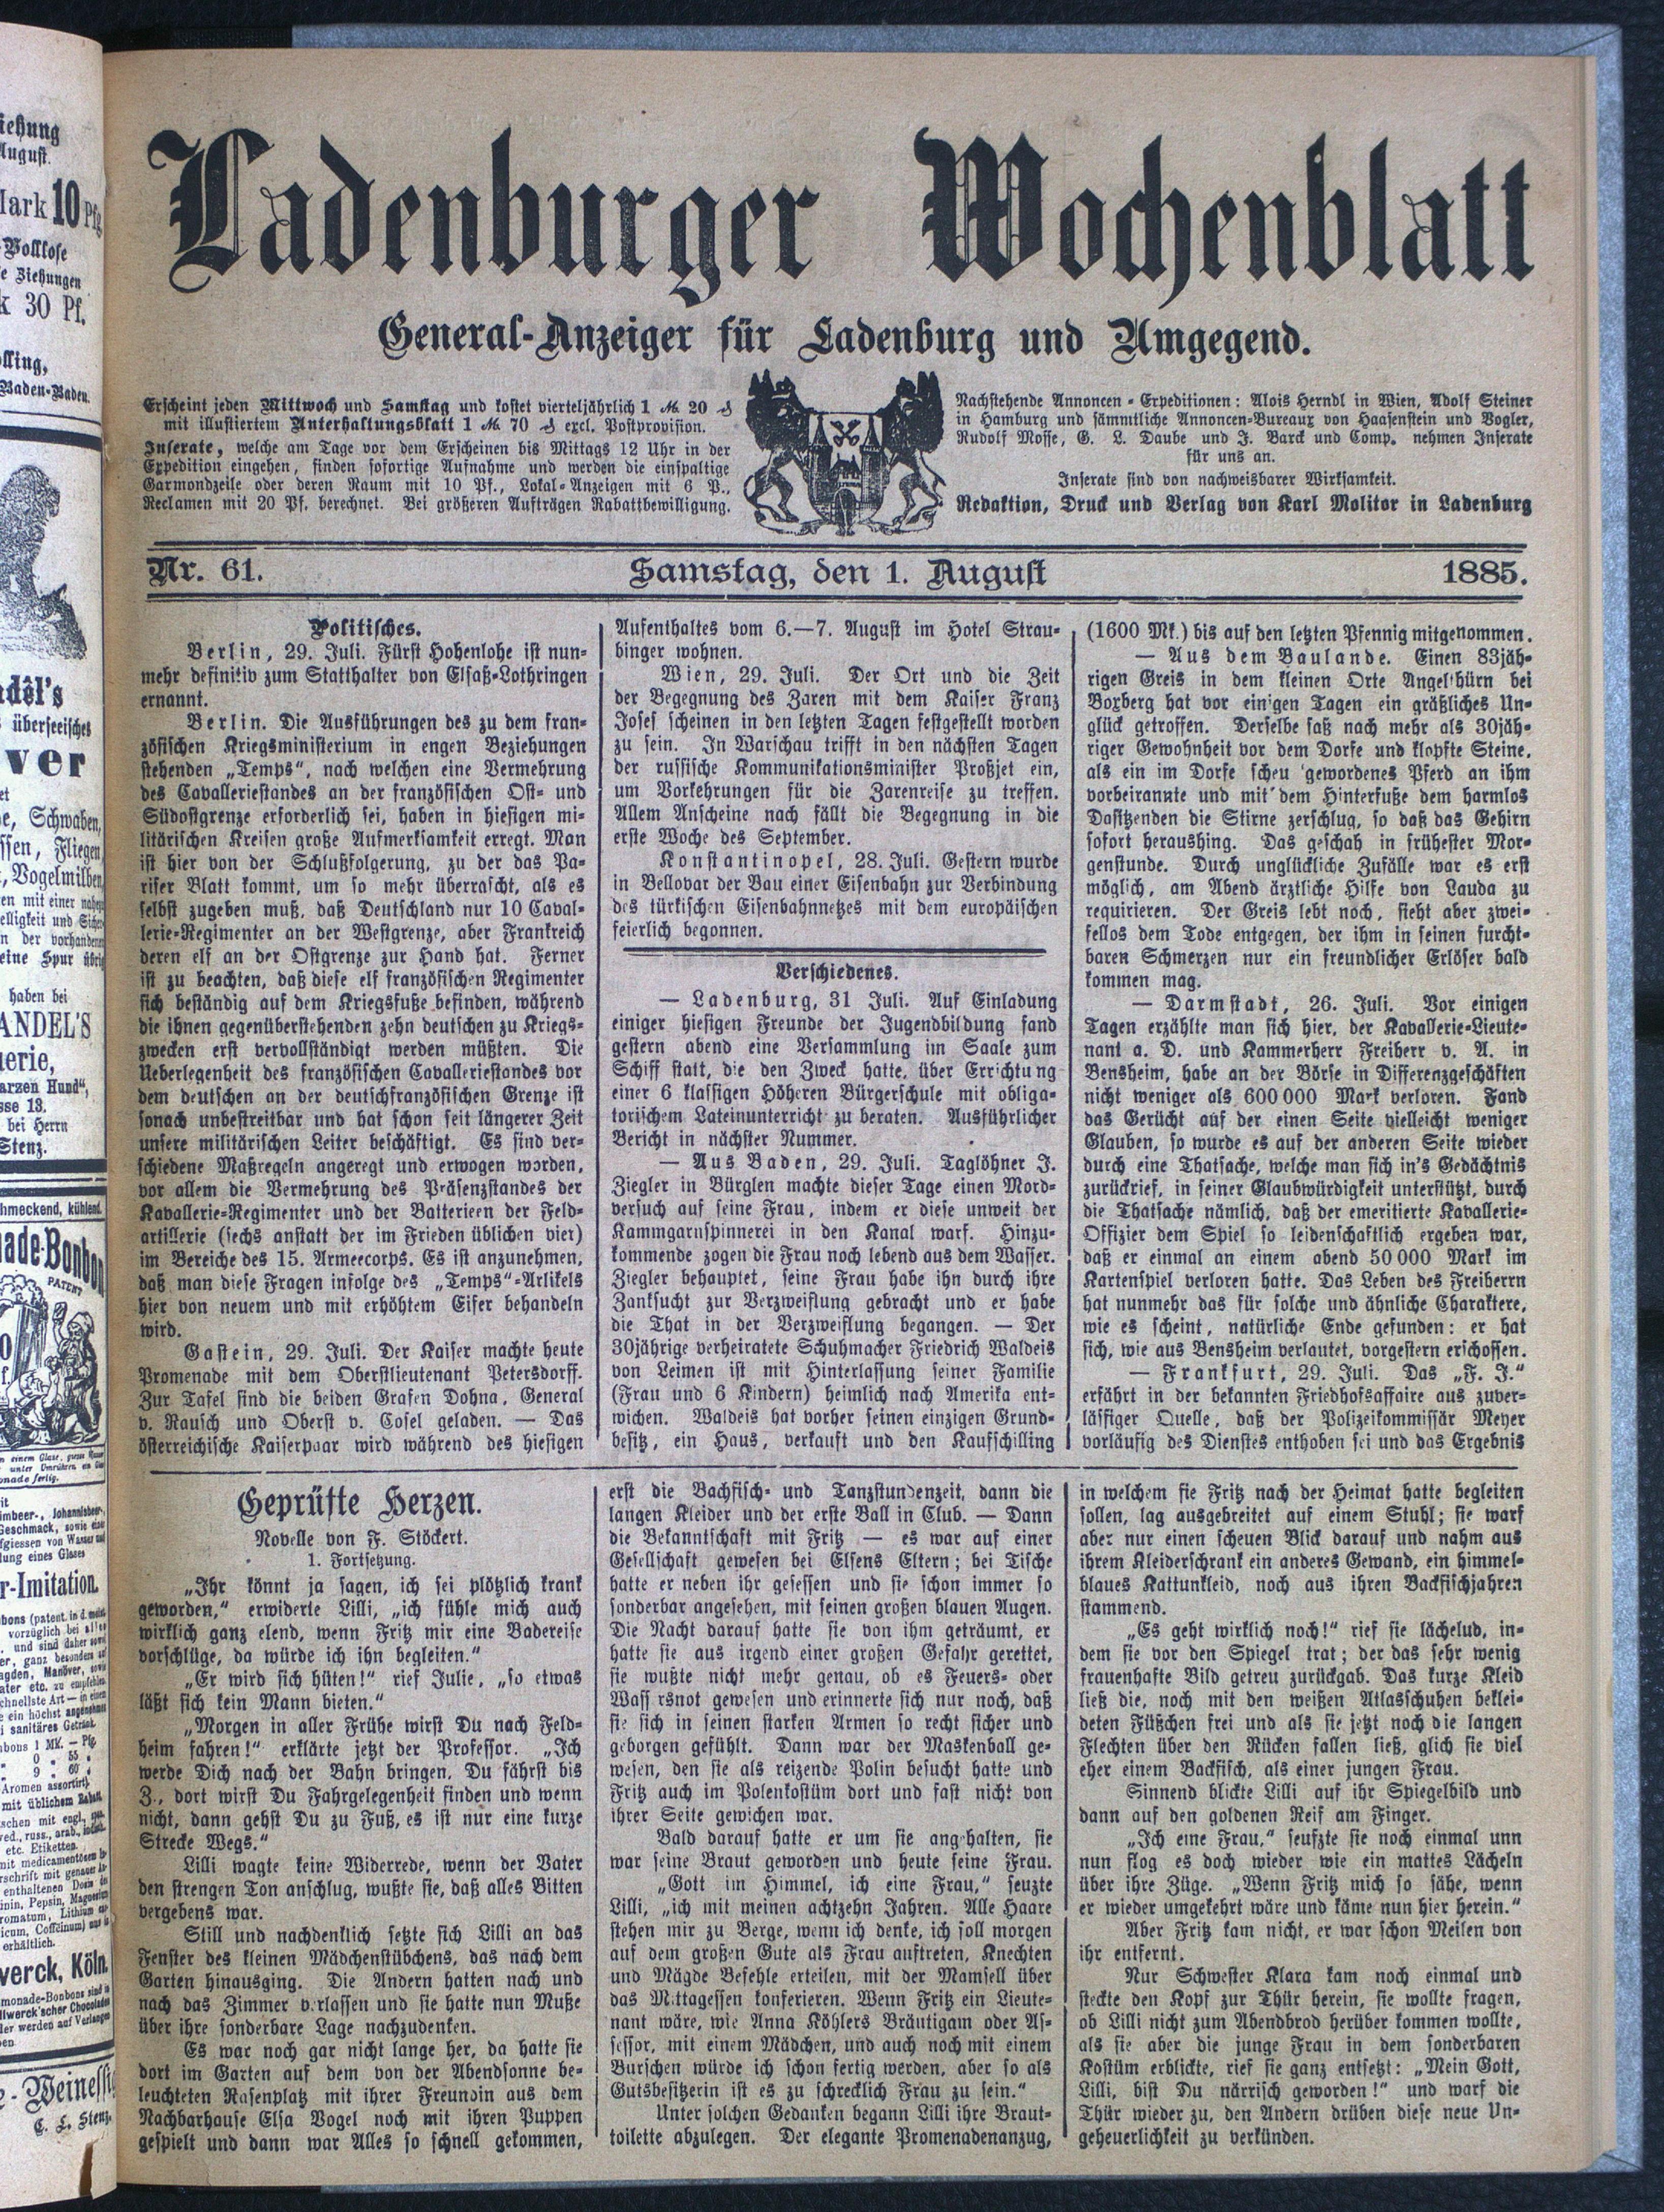 Ladenburger Wochenblatt
General-Anzeiger für Ladenburg und Umgegend.
Erscheint jeden Mittwoch und Samstag und kostet vierteljährlich 1 M. 20 ₰
mit illustriertem Unterhaltungsblatt 1 M. 70 ₰ excl. Postprovision.
Inserate, welche am Tage vor dem Erscheinen bis Mittags 12 Uhr in der
Expedition eingehen, finden sofortige Aufnahme und werden die einspaltige
Garmondzeile oder deren Raum mit 10 Pf., Lokal-Anzeigen mit 6 P.,
Reclamen mit 20 Pf. berechnet. Bei größeren Aufträgen Rabattbewilligung.
Nachstehende Annoncen-Expeditionen: Alois Herndl in Wien, Adolf Steiner
in Hamburg und sämmtliche Annoncen-Bureaux von Haasenstein und Vogler,
Rudolf Mosse, G. L. Daube und J. Barck und Comp. nehmen Inserate
für uns an.
Inserate sind von nachweisbarer Wirksamkeit.
Redaktion, Druck und Verlag von Karl Molitor in Ladenburg
Nr. 61. Samstag, den 1. August 1885.
Politisches.
Berlin, 29. Juli. Fürst Hohenlohe ist nun-
mehr definitiv zum Statthalter von Elsaß-Lothringen
ernannt.
Berlin. Die Ausführungen des zu dem fran-
zösischen Kriegsministerium in engen Beziehungen
stehenden „Temps“, nach welchen eine Vermehrung
des Cavalleriestandes an der französischen Ost- und
Südostgrenze erforderlich sei, haben in hiesigen mi-
litärischen Kreisen große Aufmerksamkeit erregt. Man
ist hier von der Schlußfolgerung, zu der das Pa-
riser Blatt kommt, um so mehr überrascht, als es
selbst zugeben muß, daß Deutschland nur 10 Caval-
lerie-Regimenter an der Westgrenze, aber Frankreich
deren elf an der Ostgrenze zur Hand hat. Ferner
ist zu beachten, daß diese elf französischen Regimenter
sich beständig auf dem Kriegsfuße befinden, während
die ihnen gegenüberstehenden zehn deutschen zu Kriegs-
zwecken erst vervollständigt werden müßten. Die
Ueberlegenheit des französischen Cavalleriestandes vor
dem deutschen an der deutschfranzösischen Grenze ist
sonach unbestreitbar und hat schon seit längerer Zeit
unsere militärischen Leiter beschäftigt. Es sind ver-
schiedene Maßregeln angeregt und erwogen worden,
vor allem die Vermehrung des Präsenzstandes der
Kavallerie-Regimenter und der Batterieen der Feld-
artillerie (sechs anstatt der im Frieden üblichen vier)
im Bereiche des 15. Armeecorps. Es ist anzunehmen,
daß man diese Fragen infolge des „Temps“-Artikels
hier von neuem und mit erhöhtem Eifer behandeln
wird.
Gastein, 29. Juli. Der Kaiser machte heute
Promenade mit dem Oberstlieutenant Petersdorff.
Zur Tafel sind die beiden Grafen Dohna, General
v. Rausch und Oberst v. Cosel geladen. — Das
österreichische Kaiserpaar wird während des hiesigen
Aufenthaltes vom 6.—7. August im Hotel Strau-
binger wohnen.
Wien, 29. Juli. Der Ort und die Zeit
der Begegnung des Zaren mit dem Kaiser Franz
Josef scheinen in den letzten Tagen festgestellt worden
zu sein. In Warschau trifft in den nächsten Tagen
der russische Kommunikationsminister Proßjet ein,
um Vorkehrungen für die Zarenreise zu treffen.
Allem Anscheine nach fällt die Begegnung in die
erste Woche des September.
Konstantinopel, 28. Juli. Gestern wurde
in Bellovar der Bau einer Eisenbahn zur Verbindung
des türkischen Eisenbahnnetzes mit dem europäischen
feierlich begonnen.
Verschiedenes.
— Ladenburg, 31 Juli. Auf Einladung
einiger hiesigen Freunde der Jugendbildung fand
gestern abend eine Versammlung im Saale zum
Schiff statt, die den Zweck hatte, über Errichtung
einer 6 klassigen Höheren Bürgerschule mit obliga-
torischem Lateinunterricht zu beraten. Ausführlicher
Bericht in nächster Nummer.
— Aus Baden, 29. Juli. Taglöhner J.
Ziegler in Bürglen machte dieser Tage einen Mord-
versuch auf seine Frau, indem er diese unweit der
Kammgarnspinnerei in den Kanal warf. Hinzu-
kommende zogen die Frau noch lebend aus dem Wasser.
Ziegler behauptet, seine Frau habe ihn durch ihre
Zanksucht zur Verzweiflung gebracht und er habe
die That in der Verzweiflung begangen. — Der
30jährige verheiratete Schuhmacher Friedrich Waldeis
von Leimen ist mit Hinterlassung seiner Familie
(Frau und 6 Kindern) heimlich nach Amerika ent-
wichen. Waldeis hat vorher seinen einzigen Grund-
besitz, ein Haus, verkauft und den Kaufschilling
(1600 Mk.) bis auf den letzten Pfennig mitgenommen.
— Aus dem Baulande. Einen 83jäh-
rigen Greis in dem kleinen Orte Angelthürn bei
Boxberg hat vor einigen Tagen ein gräßliches Un-
glück getroffen. Derselbe saß nach mehr als 30jäh-
riger Gewohnheit vor dem Dorfe und klopfte Steine,
als ein im Dorfe scheu gewordenes Pferd an ihm
vorbeirannte und mit dem Hinterfuße dem harmlos
Dasitzenden die Stirne zerschlug, so daß das Gehirn
sofort heraushing. Das geschah in frühester Mor-
genstunde. Durch unglückliche Zufälle war es erst
möglich, am Abend ärztliche Hilfe von Lauda zu
requirieren. Der Greis lebt noch, sieht aber zwei-
fellos dem Tode entgegen, der ihm in seinen furcht-
baren Schmerzen nur ein freundlicher Erlöser bald
kommen mag.
— Darmstadt, 26. Juli. Vor einigen
Tagen erzählte man sich hier, der Kavallerie-Lieute-
nant a. D. und Kammerherr Freiherr v. A. in
Bensheim, habe an der Börse in Differenzgeschäften
nicht weniger als 600 000 Mark verloren. Fand
das Gerücht auf der einen Seite vielleicht weniger
Glauben, so wurde es auf der anderen Seite wieder
durch eine Thatsache, welche man sich in's Gedächtnis
zurückrief, in seiner Glaubwürdigkeit unterstützt, durch
die Thatsache nämlich, daß der emeritierte Kavallerie-
Offizier dem Spiel so leidenschaftlich ergeben war,
daß er einmal an einem abend 50 000 Mark im
Kartenspiel verloren hatte. Das Leben des Freiherrn
hat nunmehr das für solche und ähnliche Charaktere,
wie es scheint, natürliche Ende gefunden: er hat
sich, wie aus Bensheim verlautet, vorgestern erschossen.
— Frankfurt, 29. Juli. Das „F. J.“
erfährt in der bekannten Friedhofsaffaire aus zuver-
lässiger Quelle, daß der Polizeikommissär Meyer
vorläufig des Dienstes enthoben sei und das Ergebnis
Geprüfte Herzen.
Novelle von F. Stöckert.
1. Fortsetzung.
„Ihr könnt ja sagen, ich sei plötzlich krank
geworden,“ erwiderte Lilli, „ich fühle mich auch
wirklich ganz elend, wenn Fritz mir eine Badereise
vorschlüge, da würde ich ihn begleiten.“
„Er wird sich hüten!“ rief Julie, „so etwas
läßt sich kein Mann bieten.“
„Morgen in aller Frühe wirst Du nach Feld-
heim fahren!“ erklärte jetzt der Professor. „Ich
werde Dich nach der Bahn bringen, Du fährst bis
Z., dort wirst Du Fahrgelegenheit finden und wenn
nicht, dann gehst Du zu Fuß, es ist nur eine kurze
Strecke Wegs.“
Lilli wagte keine Widerrede, wenn der Vater
den strengen Ton anschlug, wußte sie, daß alles Bitten
vergebens war.
Still und nachdenklich setzte sich Lilli an das
Fenster des kleinen Mädchenstübchens, das nach dem
Garten hinausging. Die Andern hatten nach und
nach das Zimmer v.rlassen und sie hatte nun Muße
über ihre sonderbare Lage nachzudenken.
Es war noch gar nicht lange her, da hatte sie
dort im Garten auf dem von der Abendsonne be-
leuchteten Rasenplatz mit ihrer Freundin aus dem
Nachbarhause Elsa Vogel noch mit ihren Puppen
gespielt und dann war Alles so schnell gekommen,
erst die Bachfisch- und Tanzstundenzeit, dann die
langen Kleider und der erste Ball in Club. — Dann
die Bekanntschaft mit Fritz — es war auf einer
Gesellschaft gewesen bei Elsens Eltern; bei Tische
hatte er neben ihr gesessen und sie schon immer so
sonderbar angesehen, mit seinen großen blauen Augen.
Die Nacht darauf hatte sie von ihm geträumt, er
hatte sie aus irgend einer großen Gefahr gerettet,
sie wußte nicht mehr genau, ob es Feuers- oder
Wass rsnot gewesen und erinnerte sich nur noch, daß
sie sich in seinen starken Armen so recht sicher und
geborgen gefühlt. Dann war der Maskenball ge-
wesen, den sie als reizende Polin besucht hatte und
Fritz auch im Polenkostüm dort und fast nicht von
ihrer Seite gewichen war.
Bald darauf hatte er um sie angehalten, sie
war seine Braut geworden und heute seine Frau.
„Gott im Himmel, ich eine Frau,“ seuzte
Lilli, „ich mit meinen achtzehn Jahren. Alle Haare
stehen mir zu Berge, wenn ich denke, ich soll morgen
auf dem großen Gute als Frau auftreten, Knechten
und Mägde Befehle erteilen, mit der Mamsell über
das Mittagessen konferieren. Wenn Fritz ein Lieute-
nant wäre, wie Anna Köhlers Bräutigam oder As-
sessor, mit einem Mädchen, und auch noch mit einem
Burschen würde ich schon fertig werden, aber so als
Gutsbesitzerin ist es zu schrecklich Frau zu sein.“
Unter solchen Gedanken begann Lilli ihre Braut-
toilette abzulegen. Der elegante Promenadenanzug,
in welchem sie Fritz nach der Heimat hatte begleiten
sollen, lag ausgebreitet auf einem Stuhl; sie warf
aber nur einen scheuen Blick darauf und nahm aus
ihrem Kleiderschrank ein anderes Gewand, ein himmel-
blaues Kattunkleid, noch aus ihren Backfischjahren
stammend.
„Es geht wirklich noch!“ rief sie lächelud, in-
dem sie vor den Spiegel trat; der das sehr wenig
frauenhafte Bild getreu zurückgab. Das kurze Kleid
ließ die, noch mit den weißen Atlasschuhen beklei-
deten Füßchen frei und als sie jetzt noch die langen
Flechten über den Rücken fallen ließ, glich sie viel
eher einem Backfisch, als einer jungen Frau.
Sinnend blickte Lilli auf ihr Spiegelbild und
dann auf den goldenen Reif am Finger.
„Ich eine Frau,“ seufzte sie noch einmal unn
nun flog es doch wieder wie ein mattes Lächeln
über ihre Züge. „Wenn Fritz mich so sähe, wenn
er wieder umgekehrt wäre und käme nun hier herein.“
Aber Fritz kam nicht, er war schon Meilen von
ihr entfernt.
Nur Schwester Klara kam noch einmal und
steckte den Kopf zur Thür herein, sie wollte fragen,
ob Lilli nicht zum Abendbrod herüber kommen wollte,
als sie aber die junge Frau in dem sonderbaren
Kostüm erblickte, rief sie ganz entsetzt: „Mein Gott,
Lilli, bist Du närrisch geworden!“ und warf die
Thür wieder zu, den Andern drüben diese neue Un-
geheuerlichkeit zu verkünden.